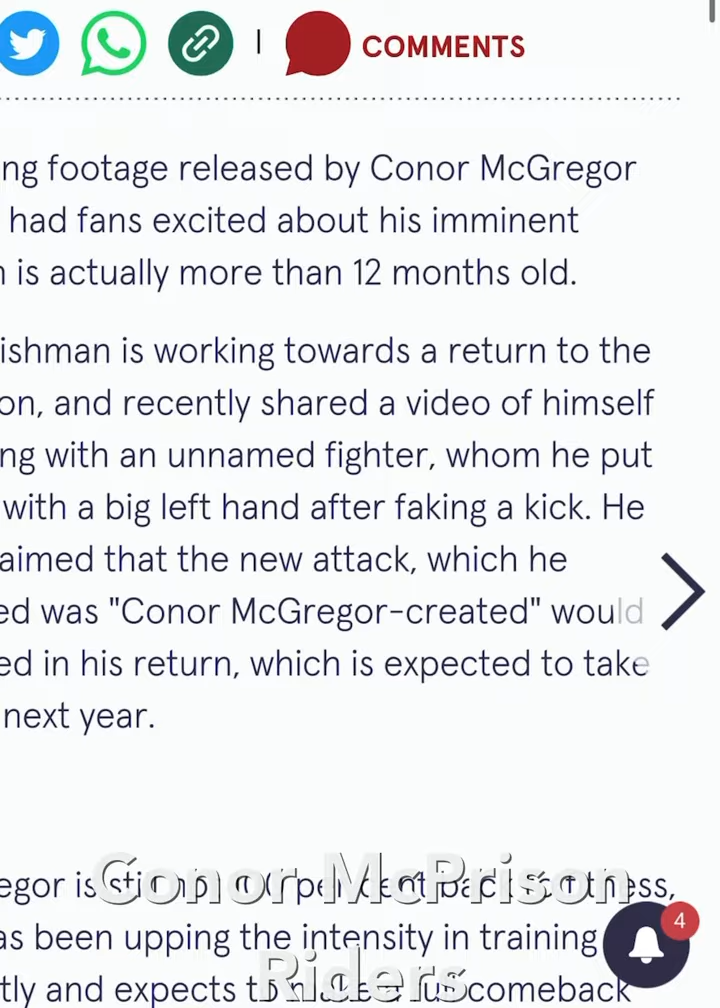 | COMMENTS
ng footage released by Conor McGregor
had fans excited about his imminent
n is actually more than 12 months old.
ishman is working towards a return to the
on, and recently shared a video of himself
ng with an unnamed fighter, whom he put
with a big left hand after faking a kick. He
aimed that the new attack, which he
ed was "Conor McGregor-created" would
ed in his return, which is expected to take
next year.
Conor McPrison
egor is back to fitness,
4
as been upping the intensity in training
Riders
tly and expects comeback